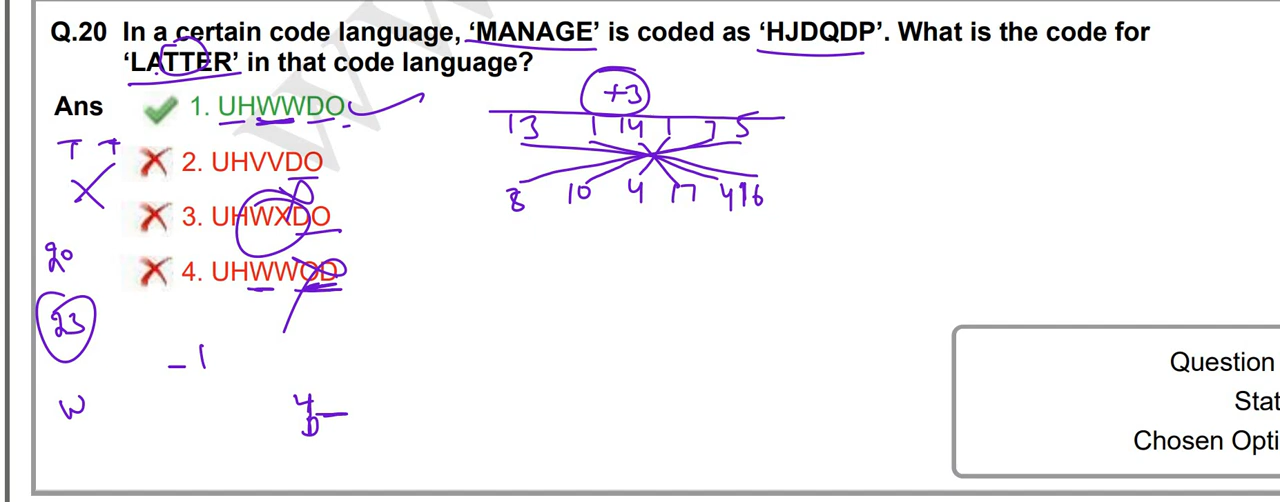 Q.20 In a certain code language, ‘MANAGE’ is coded as ‘HJDQDP’. What is the code for
‘LATTER’ in that code language?
Ans 1. UHWWDO
2. UHVVDO
3. UHWXDO
4. UHWWOD
+3
13 1 14 1 7 5
8 10 4 17 4 16
T T
20
23
W
-1
4
D
Question
Stat
Chosen Opti